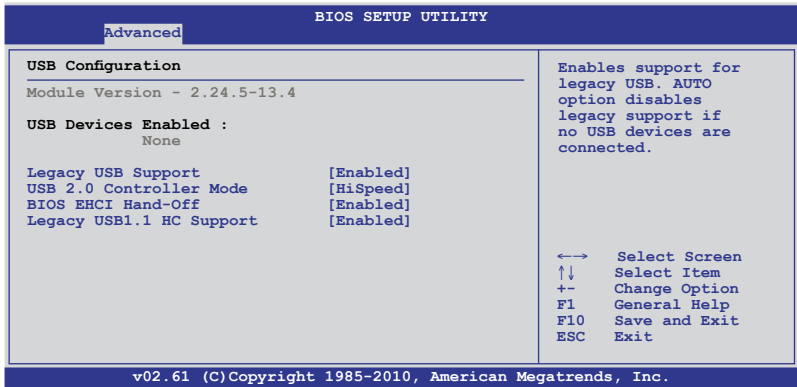 BIOS SETUP UTILITY
Advanced
USB Configuration
Module Version - 2.24.5-13.4
USB Devices Enabled :
None
Legacy USB Support [Enabled]
USB 2.0 Controller Mode [HiSpeed]
BIOS EHCI Hand-Off [Enabled]
Legacy USB1.1 HC Support [Enabled]
Enables support for
legacy USB. AUTO
option disables
legacy support if
no USB devices are
connected.
←→ Select Screen
↑↓ Select Item
+- Change Option
F1 General Help
F10 Save and Exit
ESC Exit
v02.61 (C)Copyright 1985-2010, American Megatrends, Inc.